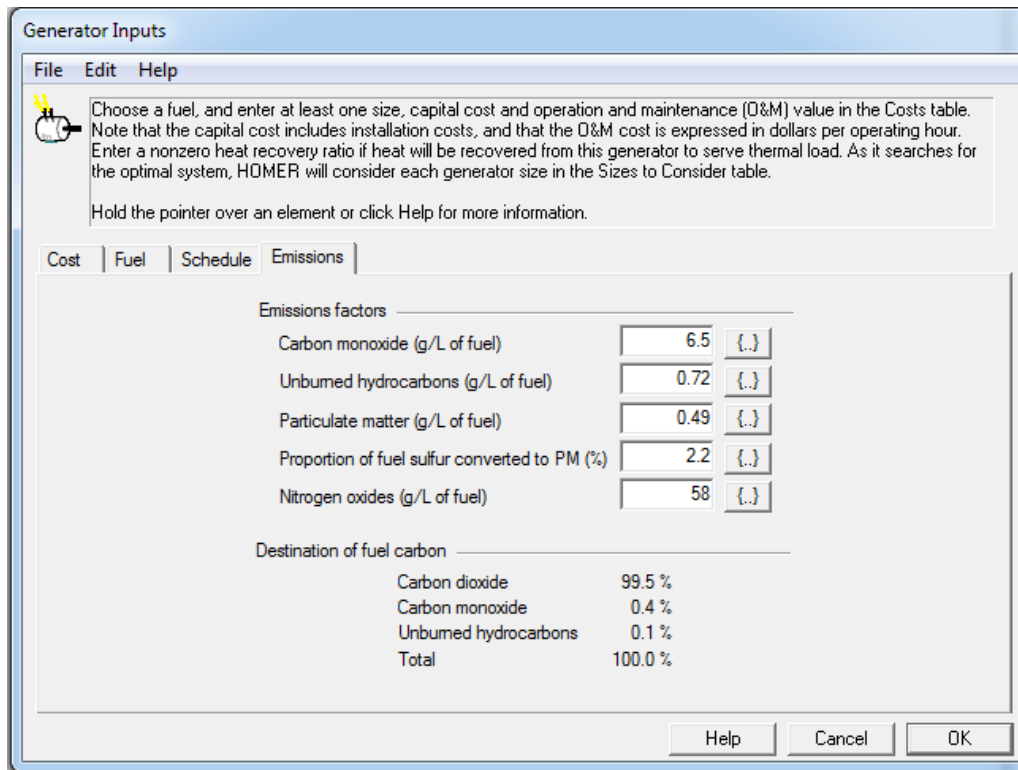 Generator Inputs
File Edit Help
Choose a fuel, and enter at least one size, capital cost and operation and maintenance (O&M) value in the Costs table.
Note that the capital cost includes installation costs, and that the O&M cost is expressed in dollars per operating hour.
Enter a nonzero heat recovery ratio if heat will be recovered from this generator to serve thermal load. As it searches for
the optimal system, HOMER will consider each generator size in the Sizes to Consider table.
Hold the pointer over an element or click Help for more information.
Cost Fuel Schedule Emissions
Emissions factors
Carbon monoxide (g/L of fuel) 6.5 {..}
Unburned hydrocarbons (g/L of fuel) 0.72 {..}
Particulate matter (g/L of fuel) 0.49 {..}
Proportion of fuel sulfur converted to PM (%) 2.2 {..}
Nitrogen oxides (g/L of fuel) 58 {..}
Destination of fuel carbon
Carbon dioxide 99.5 %
Carbon monoxide 0.4 %
Unburned hydrocarbons 0.1 %
Total 100.0 %
Help Cancel OK